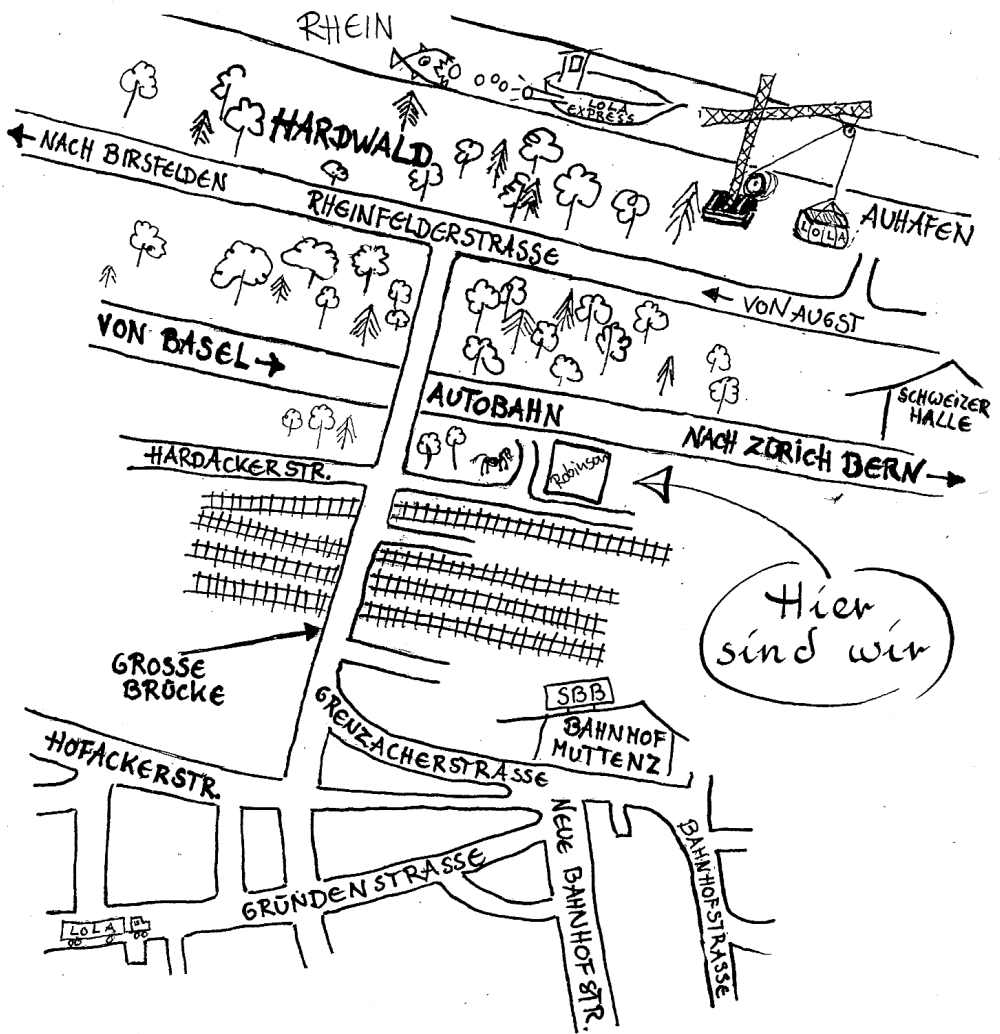 RHEIN
LOLA
EXPRESS
HARDWALD
← NACH BIRSFELDEN
RHEINFELDERSTRASSE
LOLA
AUHAFEN
← VON AUGST
VON BASEL →
AUTOBAHN
NACH ZÜRICH BERN →
SCHWEIZER
HALLE
HARDACKERSTR.
Robinson
Hier
sind wir
GROSSE
BRÜCKE
SBB
BAHNHOF
MUTTENZ
GRENZACHERSTRASSE
HOFACKERSTR.
NEUE BAHNHOFSTR.
BAHNHOFSTRASSE
GRÜNDENSTRASSE
LOLA